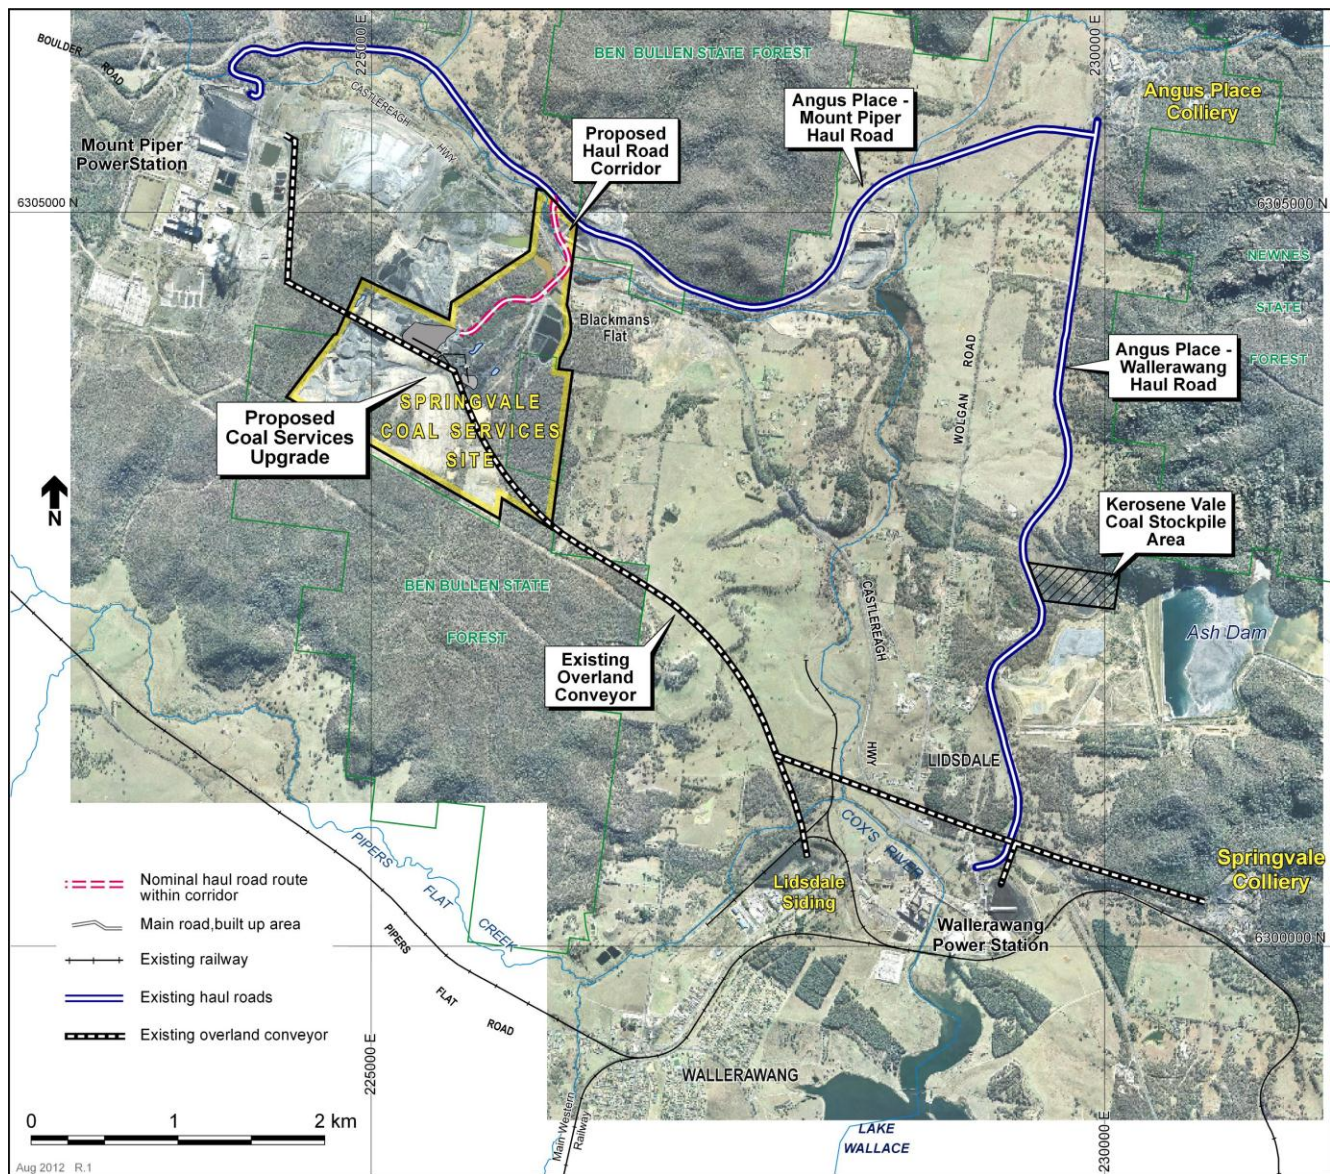 BOULDER
ROAD
225000 E
BEN BULLEN STATE FOREST
230000 E
Angus Place
Colliery
CASTLEREAGH
HWY
Angus Place -
Mount Piper
Haul Road
Proposed
Haul Road
Corridor
Mount Piper
PowerStation
6305000 N
6305000 N
NEWNES
STATE
FOREST
Blackmans
Flat
WOLGAN ROAD
Angus Place -
Wallerawang
Haul Road
Proposed
Coal Services
Upgrade
SPRINGVALE
COAL SERVICES
SITE
N
Kerosene Vale
Coal Stockpile
Area
BEN BULLEN STATE
FOREST
CASTLEREAGH
HWY
Ash Dam
Existing
Overland
Conveyor
LIDSDALE
COX'S RIVER
PIPERS
FLAT
CREEK
Lidsdale
Siding
Springvale
Colliery
Wallerawang
Power Station
6300000 N
PIPERS
FLAT
ROAD
Nominal haul road route
within corridor
Main road,built up area
Existing railway
Existing haul roads
Existing overland conveyor
225000 E
WALLERAWANG
Main Western
Railway
230000 E
LAKE
WALLACE
0 1 2 km
Aug 2012 R.1